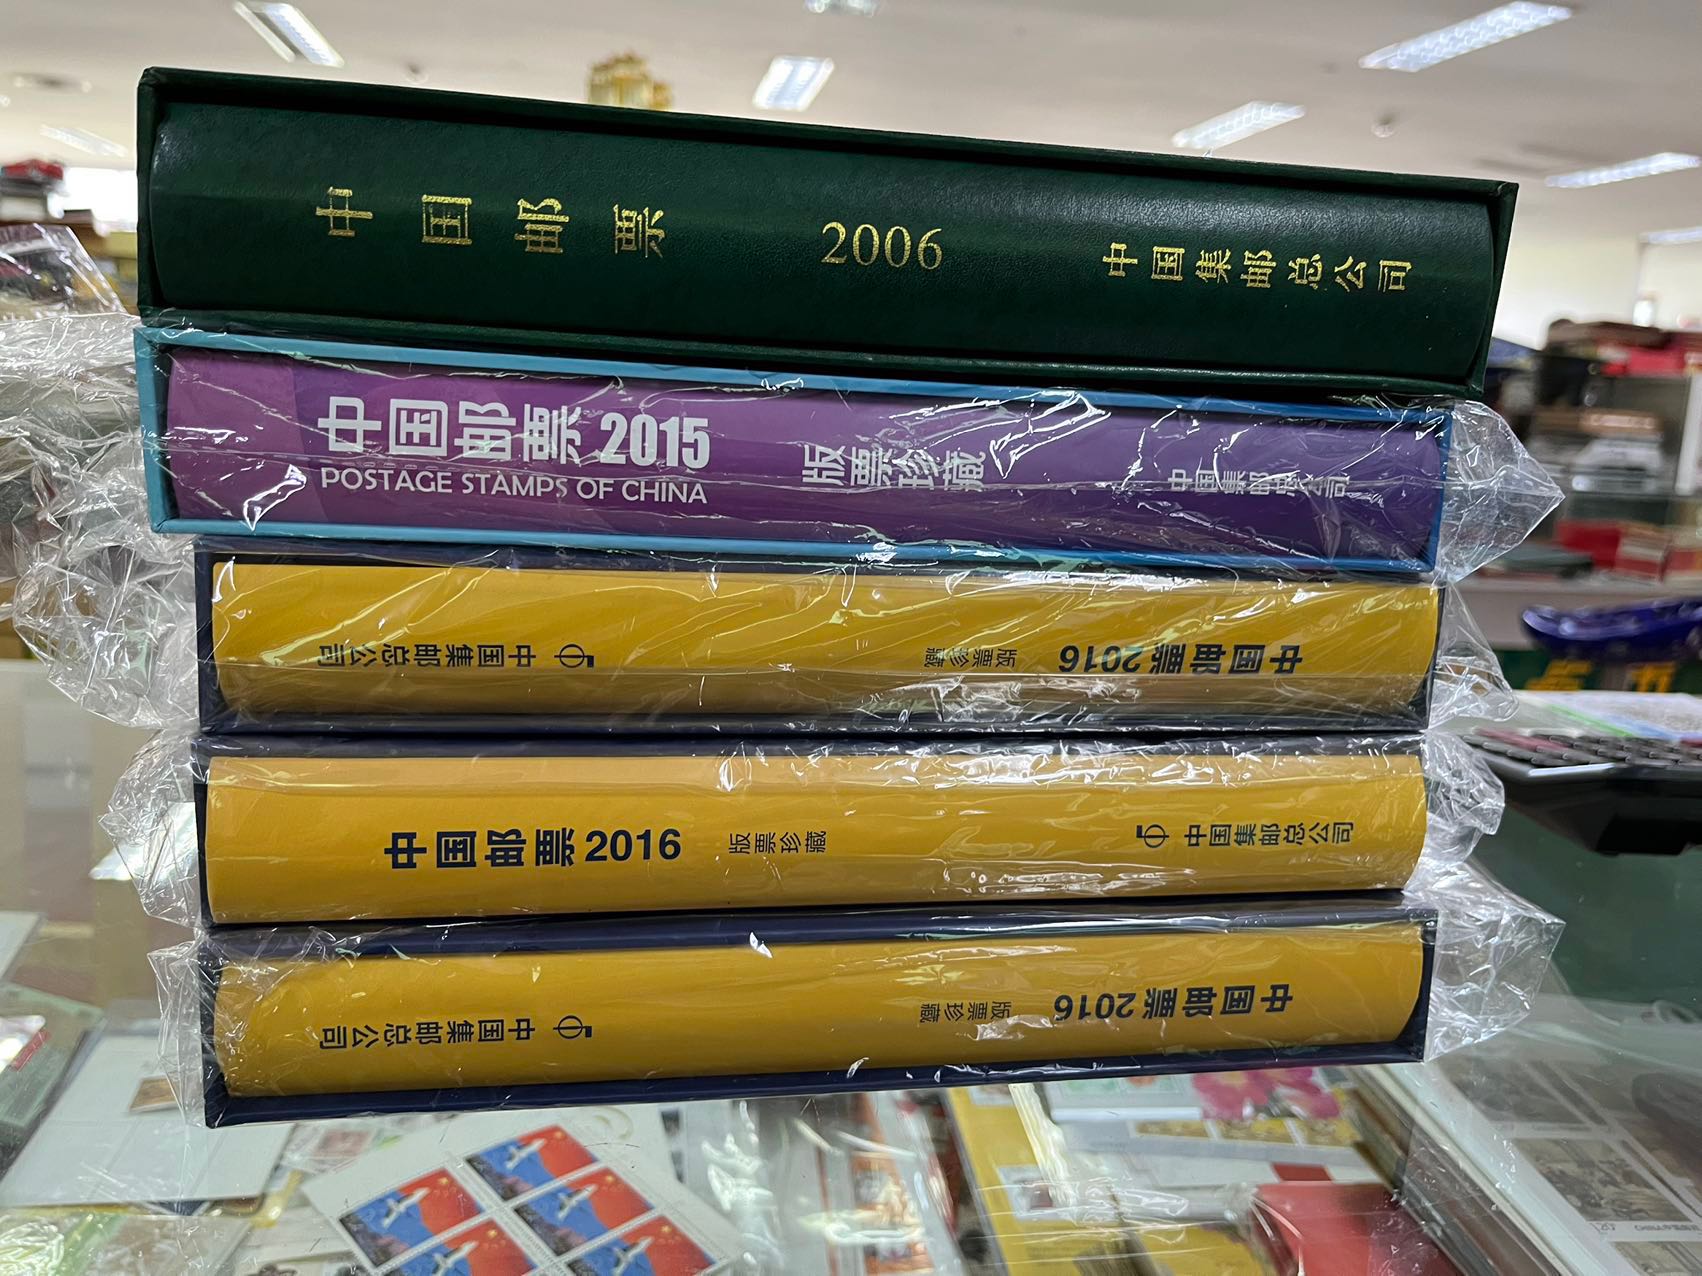 中国邮票 2006 中国集邮总公司
中国邮票 2015 版票珍藏 中国集邮总公司
POSTAGE STAMPS OF CHINA
中国邮票 2016 版票珍藏 中国集邮总公司
中国邮票 2016 版票珍藏 中国集邮总公司
中国邮票 2016 版票珍藏 中国集邮总公司